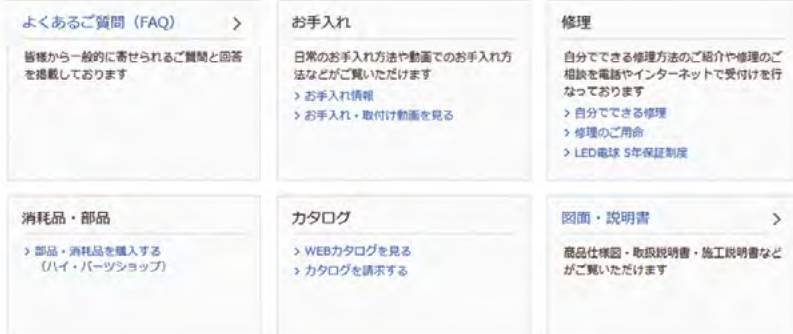 よくあるご質問（FAQ）
皆様から一般的に寄せられるご質問と回答
を掲載しております
お手入れ
日常のお手入れ方法や動画でのお手入れ方
法などがご覧いただけます
> お手入れ情報
> お手入れ・取付け動画を見る
修理
自分でできる修理方法のご紹介や修理のご
相談を電話やインターネットで受付けを行
なっております
> 自分でできる修理
> 修理のご用命
> LED電球 5年保証制度
消耗品・部品
> 部品・消耗品を購入する
（ハイ・パーツショップ）
カタログ
> WEBカタログを見る
> カタログを請求する
図面・説明書
商品仕様図・取扱説明書・施工説明書など
がご覧いただけます